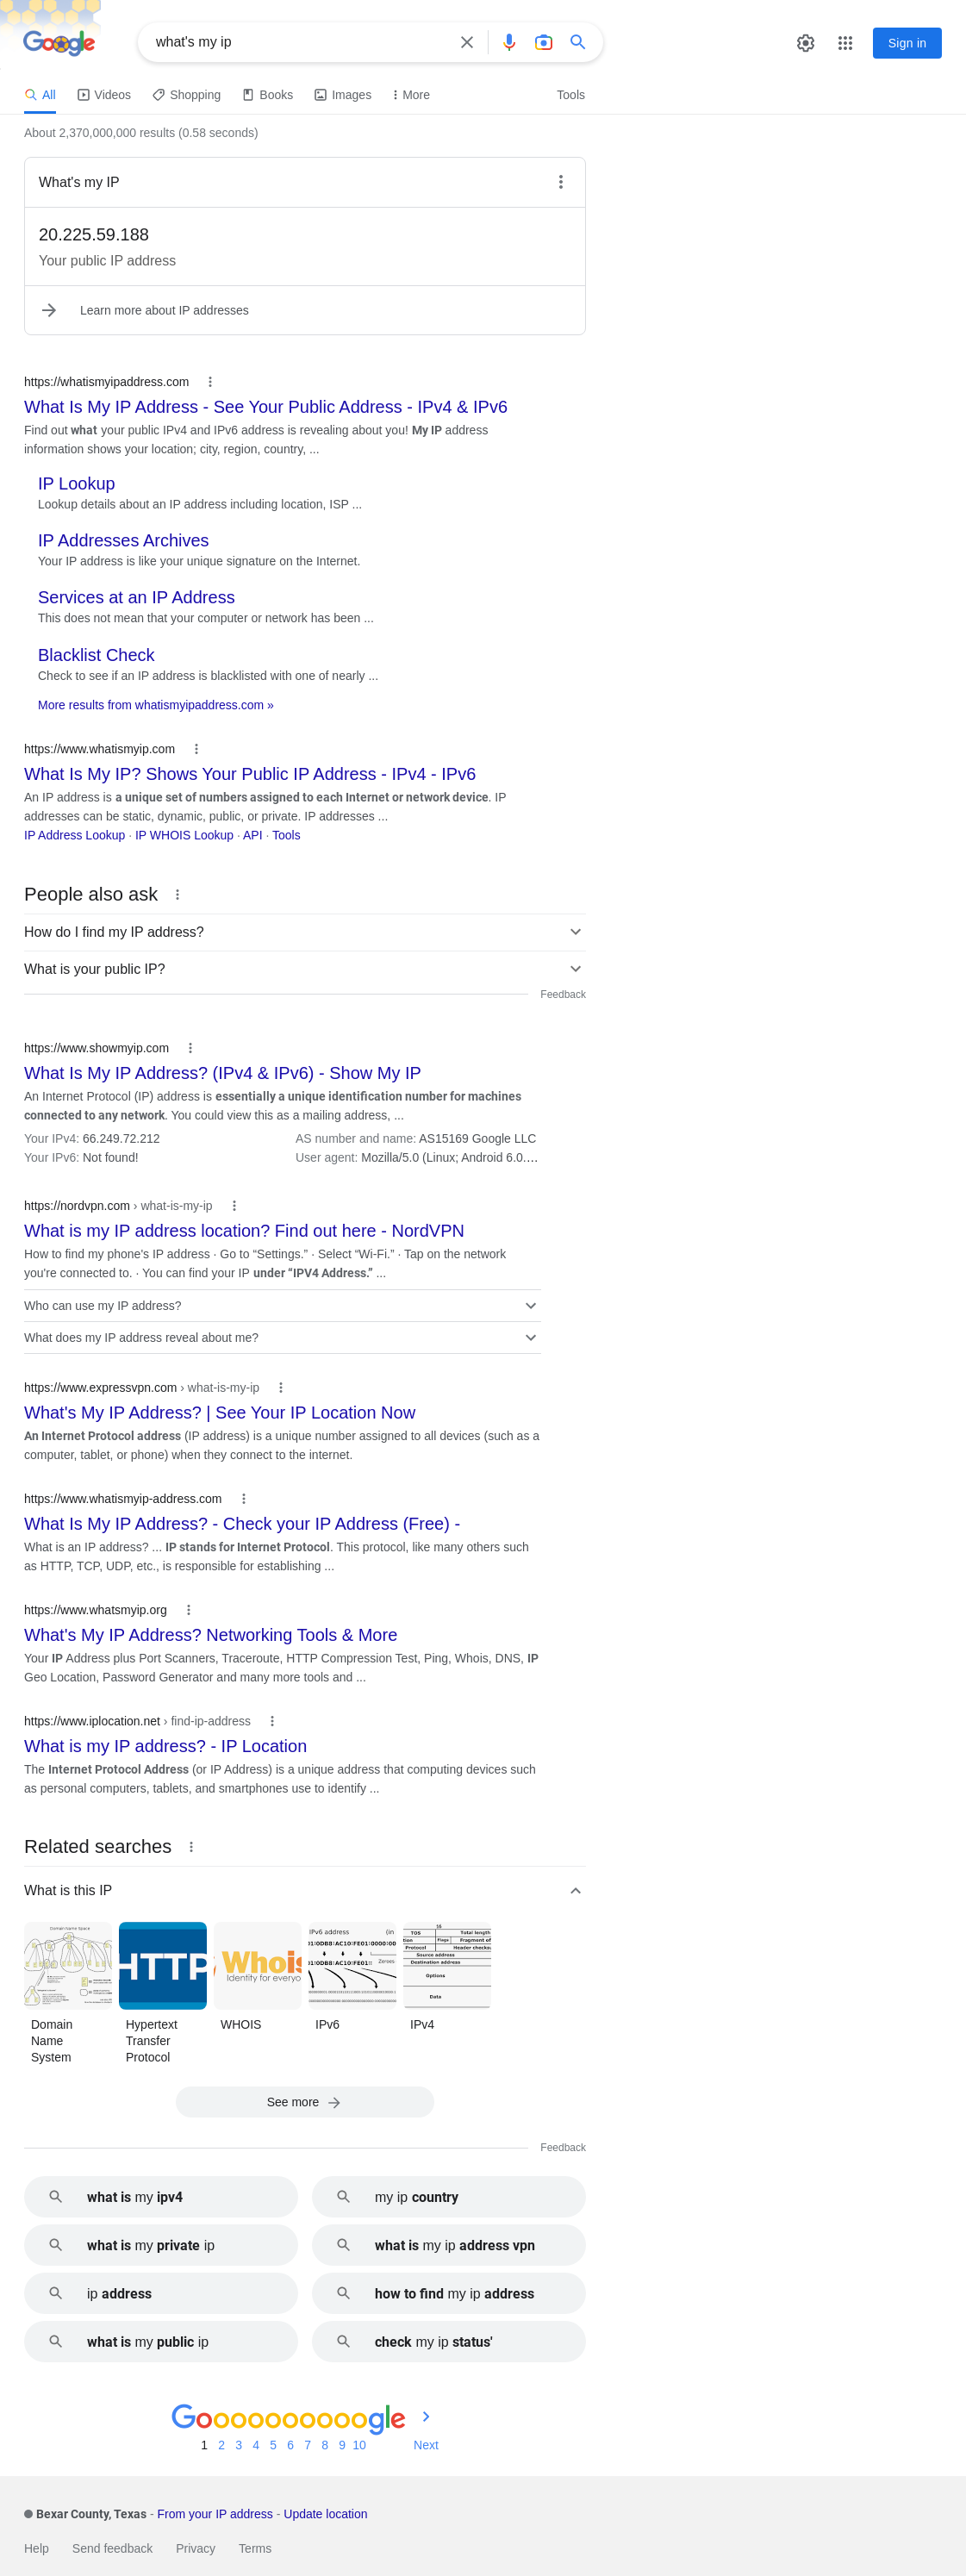 Google
what's my ip
Sign in
All Videos Shopping Books Images More Tools
About 2,370,000,000 results (0.58 seconds)
What's my IP
20.225.59.188
Your public IP address
Learn more about IP addresses
https://whatismyipaddress.com
What Is My IP Address - See Your Public Address - IPv4 & IPv6
Find out what your public IPv4 and IPv6 address is revealing about you! My IP address
information shows your location; city, region, country, ...
IP Lookup
Lookup details about an IP address including location, ISP ...
IP Addresses Archives
Your IP address is like your unique signature on the Internet.
Services at an IP Address
This does not mean that your computer or network has been ...
Blacklist Check
Check to see if an IP address is blacklisted with one of nearly ...
More results from whatismyipaddress.com »
https://www.whatismyip.com
What Is My IP? Shows Your Public IP Address - IPv4 - IPv6
An IP address is a unique set of numbers assigned to each Internet or network device. IP
addresses can be static, dynamic, public, or private. IP addresses ...
IP Address Lookup · IP WHOIS Lookup · API · Tools
People also ask
How do I find my IP address?
What is your public IP?
Feedback
https://www.showmyip.com
What Is My IP Address? (IPv4 & IPv6) - Show My IP
An Internet Protocol (IP) address is essentially a unique identification number for machines
connected to any network. You could view this as a mailing address, ...
Your IPv4: 66.249.72.212 AS number and name: AS15169 Google LLC
Your IPv6: Not found! User agent: Mozilla/5.0 (Linux; Android 6.0....
https://nordvpn.com › what-is-my-ip
What is my IP address location? Find out here - NordVPN
How to find my phone's IP address · Go to “Settings.” · Select “Wi-Fi.” · Tap on the network
you're connected to. · You can find your IP under “IPV4 Address.” ...
Who can use my IP address?
What does my IP address reveal about me?
https://www.expressvpn.com › what-is-my-ip
What's My IP Address? | See Your IP Location Now
An Internet Protocol address (IP address) is a unique number assigned to all devices (such as a
computer, tablet, or phone) when they connect to the internet.
https://www.whatismyip-address.com
What Is My IP Address? - Check your IP Address (Free) -
What is an IP address? ... IP stands for Internet Protocol. This protocol, like many others such
as HTTP, TCP, UDP, etc., is responsible for establishing ...
https://www.whatsmyip.org
What's My IP Address? Networking Tools & More
Your IP Address plus Port Scanners, Traceroute, HTTP Compression Test, Ping, Whois, DNS, IP
Geo Location, Password Generator and many more tools and ...
https://www.iplocation.net › find-ip-address
What is my IP address? - IP Location
The Internet Protocol Address (or IP Address) is a unique address that computing devices such
as personal computers, tablets, and smartphones use to identify ...
Related searches
What is this IP
Domain Name Space
HTTP
Whois
Identity for everyo
IPv6 address (in
Zeroes
TOS Total length
Flags Fragment of
Protocol Header checks
Source address
Destination address
Options
Data
Domain Name System
Hypertext Transfer Protocol
WHOIS
IPv6
IPv4
See more
Feedback
what is my ipv4
my ip country
what is my private ip
what is my ip address vpn
ip address
how to find my ip address
what is my public ip
check my ip status'
Goooooooooogle
1 2 3 4 5 6 7 8 9 10 Next
Bexar County, Texas - From your IP address - Update location
Help Send feedback Privacy Terms